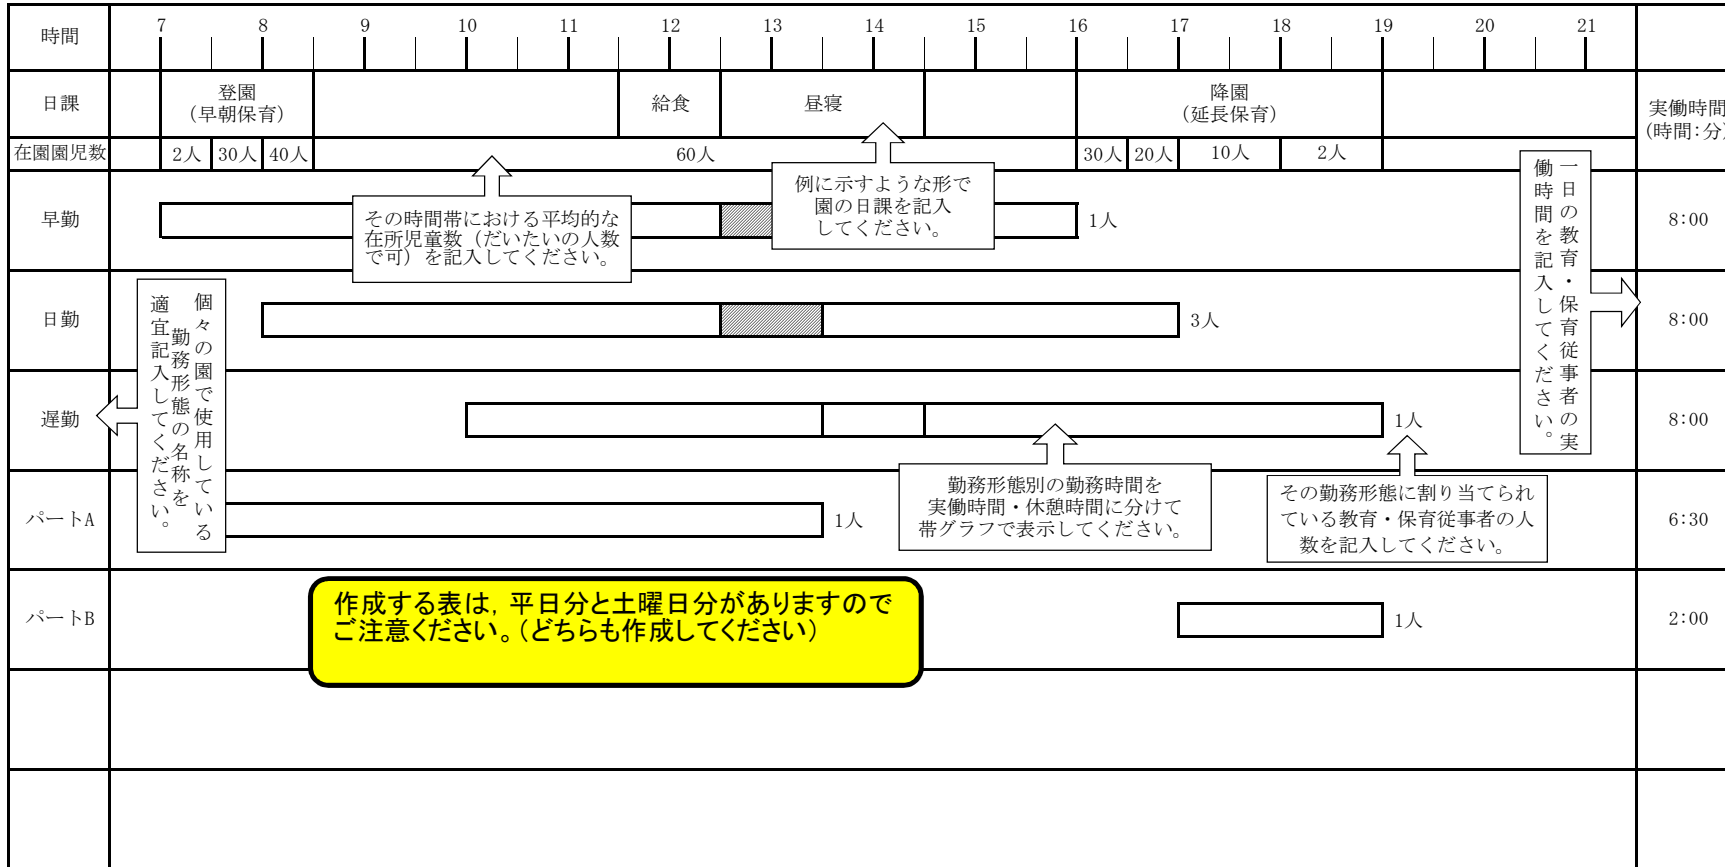 時間 7 8 9 10 11 12 13 14 15 16 17 18 19 20 21
日課 登園 給食 昼寝 降園 実働時間
(早朝保育) (延長保育) (時間:分)
在園園児数 2人 30人 40人 60人 30人 20人 10人 2人
早勤 1人 8:00
その時間帯における平均的な
在所児童数（だいたいの人数
で可）を記入してください。
例に示すような形で
園の日課を記入
してください。
一日の教育・保育従事者の実
働時間を記入してください。
日勤 3人 8:00
個々の園で使用している
勤務形態の名称を
適宜記入してください。
遅勤 1人 8:00
勤務形態別の勤務時間を
実働時間・休憩時間に分けて
帯グラフで表示してください。
その勤務形態に割り当てられ
ている教育・保育従事者の人
数を記入してください。
パートA 1人 6:30
パートB 1人 2:00
作成する表は，平日分と土曜日分がありますので
ご注意ください。（どちらも作成してください）